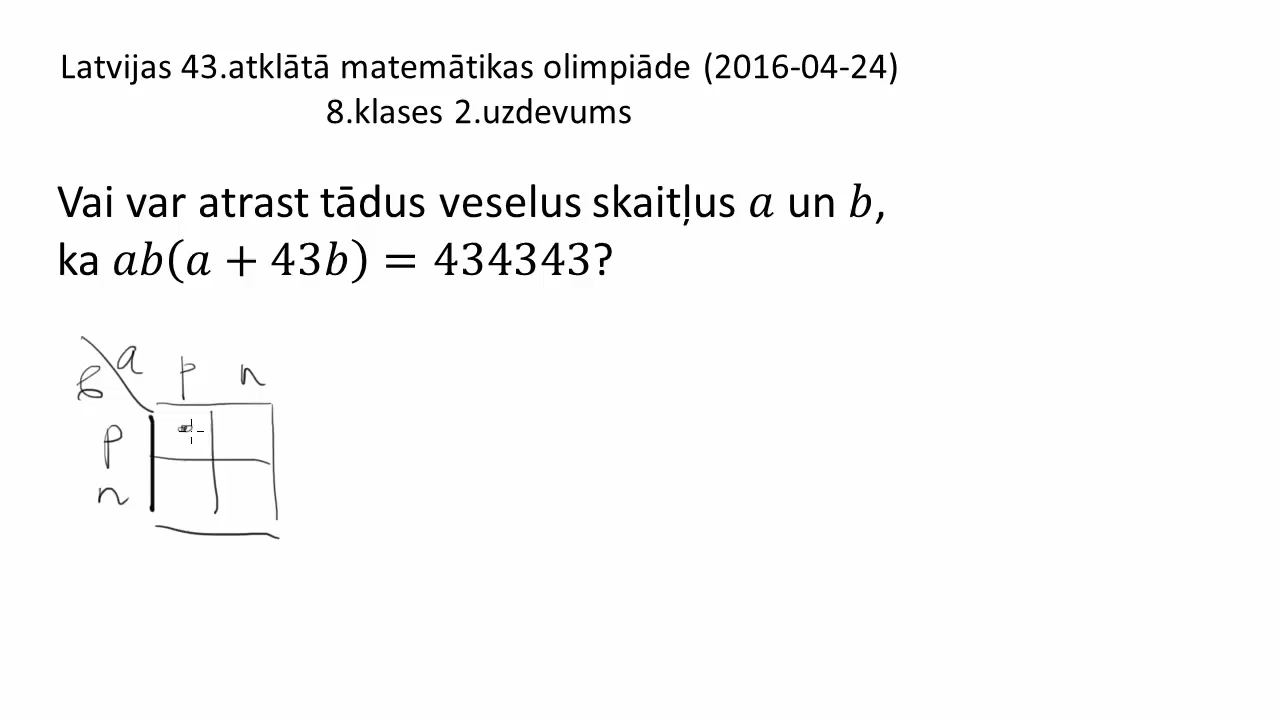 Latvijas 43.atklātā matemātikas olimpiāde (2016-04-24)
8.klases 2.uzdevums
Vai var atrast tādus veselus skaitļus a un b,
ka ab(a + 43b) = 434343?
a
b p n
p
n